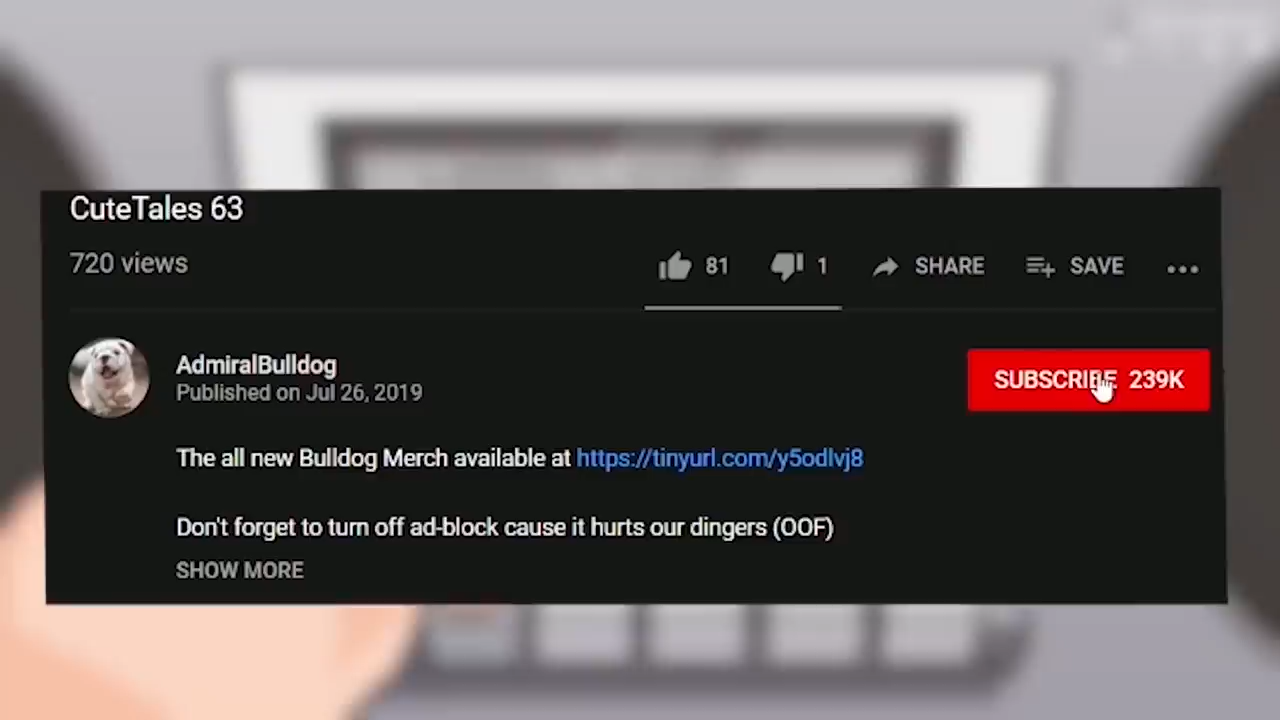 CuteTales 63
720 views
81 1 SHARE SAVE
AdmiralBulldog
Published on Jul 26, 2019
SUBSCRIBE 239K
The all new Bulldog Merch available at https://tinyurl.com/y5odlvj8
Don't forget to turn off ad-block cause it hurts our dingers (OOF)
SHOW MORE